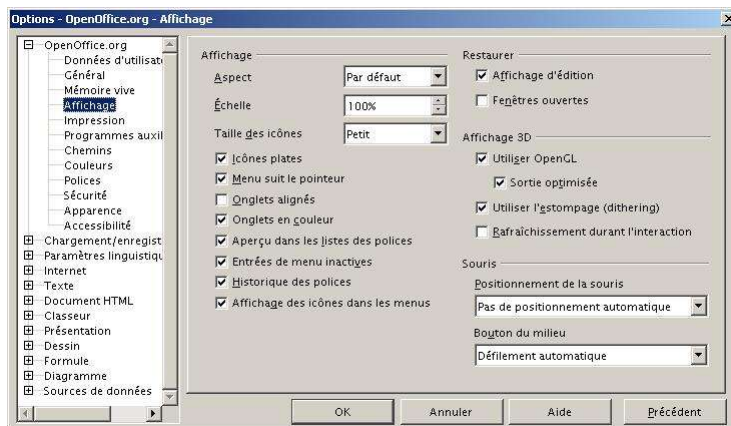 Options - OpenOffice.org - Affichage
OpenOffice.org
Données d'utilisat
Général
Mémoire vive
Affichage
Impression
Programmes auxil
Chemins
Couleurs
Polices
Sécurité
Apparence
Accessibilité
Chargement/enregist
Paramètres linguistiqu
Internet
Texte
Document HTML
Classeur
Présentation
Dessin
Formule
Diagramme
Sources de données
Affichage
Aspect
Par défaut
Échelle
100%
Taille des icônes
Petit
Icônes plates
Menu suit le pointeur
Onglets alignés
Onglets en couleur
Aperçu dans les listes des polices
Entrées de menu inactives
Historique des polices
Affichage des icônes dans les menus
Restaurer
Affichage d'édition
Fenêtres ouvertes
Affichage 3D
Utiliser OpenGL
Sortie optimisée
Utiliser l'estompage (dithering)
Rafraîchissement durant l'interaction
Souris
Positionnement de la souris
Pas de positionnement automatique
Bouton du milieu
Défilement automatique
OK
Annuler
Aide
Précédent